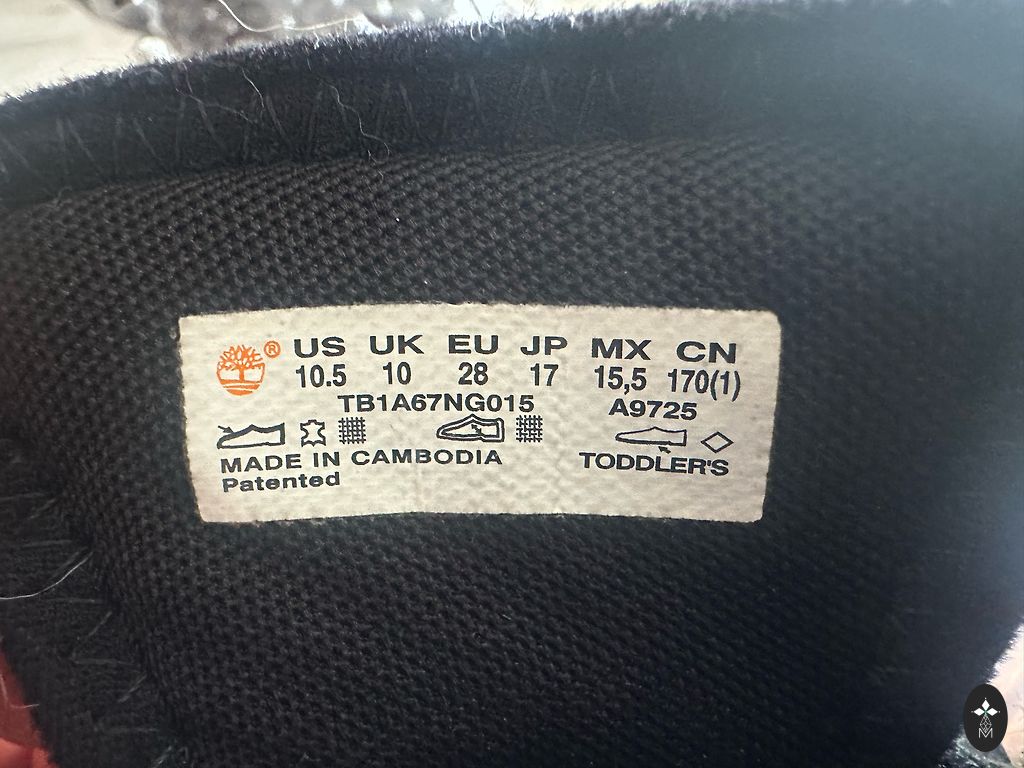 ® US UK EU JP MX CN
10.5 10 28 17 15,5 170(1)
TB1A67NG015 A9725
MADE IN CAMBODIA TODDLER'S
Patented
M